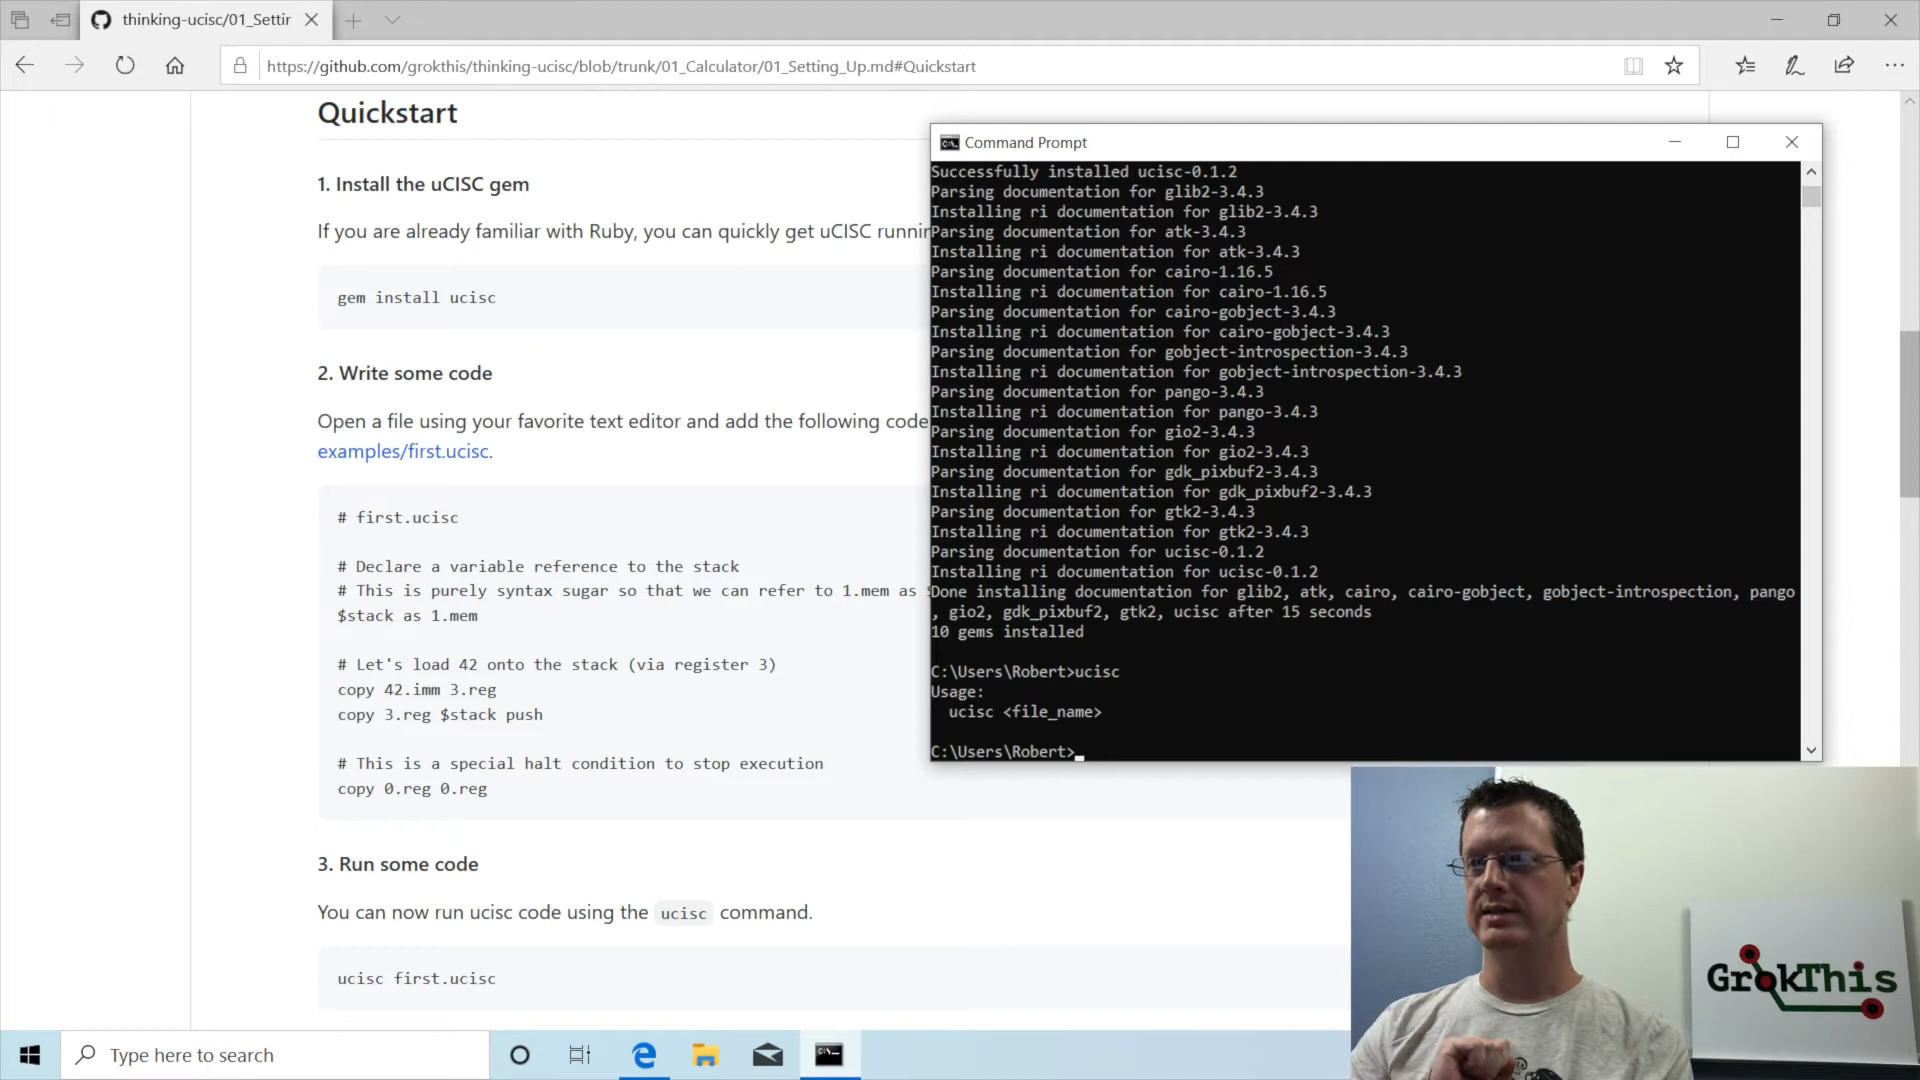 thinking-ucisc/01_Settir
https://github.com/grokthis/thinking-ucisc/blob/trunk/01_Calculator/01_Setting_Up.md#Quickstart
Quickstart
1. Install the uCISC gem
If you are already familiar with Ruby, you can quickly get uCISC runnin
gem install ucisc
2. Write some code
Open a file using your favorite text editor and add the following code
examples/first.ucisc.
# first.ucisc
# Declare a variable reference to the stack
# This is purely syntax sugar so that we can refer to 1.mem as
$stack as 1.mem
# Let's load 42 onto the stack (via register 3)
copy 42.imm 3.reg
copy 3.reg $stack push
# This is a special halt condition to stop execution
copy 0.reg 0.reg
3. Run some code
You can now run ucisc code using the ucisc command.
ucisc first.ucisc
Command Prompt
Successfully installed ucisc-0.1.2
Parsing documentation for glib2-3.4.3
Installing ri documentation for glib2-3.4.3
Parsing documentation for atk-3.4.3
Installing ri documentation for atk-3.4.3
Parsing documentation for cairo-1.16.5
Installing ri documentation for cairo-1.16.5
Parsing documentation for cairo-gobject-3.4.3
Installing ri documentation for cairo-gobject-3.4.3
Parsing documentation for gobject-introspection-3.4.3
Installing ri documentation for gobject-introspection-3.4.3
Parsing documentation for pango-3.4.3
Installing ri documentation for pango-3.4.3
Parsing documentation for gio2-3.4.3
Installing ri documentation for gio2-3.4.3
Parsing documentation for gdk_pixbuf2-3.4.3
Installing ri documentation for gdk_pixbuf2-3.4.3
Parsing documentation for gtk2-3.4.3
Installing ri documentation for gtk2-3.4.3
Parsing documentation for ucisc-0.1.2
Installing ri documentation for ucisc-0.1.2
Done installing documentation for glib2, atk, cairo, cairo-gobject, gobject-introspection, pango
, gio2, gdk_pixbuf2, gtk2, ucisc after 15 seconds
10 gems installed
C:\Users\Robert>ucisc
Usage:
ucisc <file_name>
C:\Users\Robert>
GrokThis
Type here to search